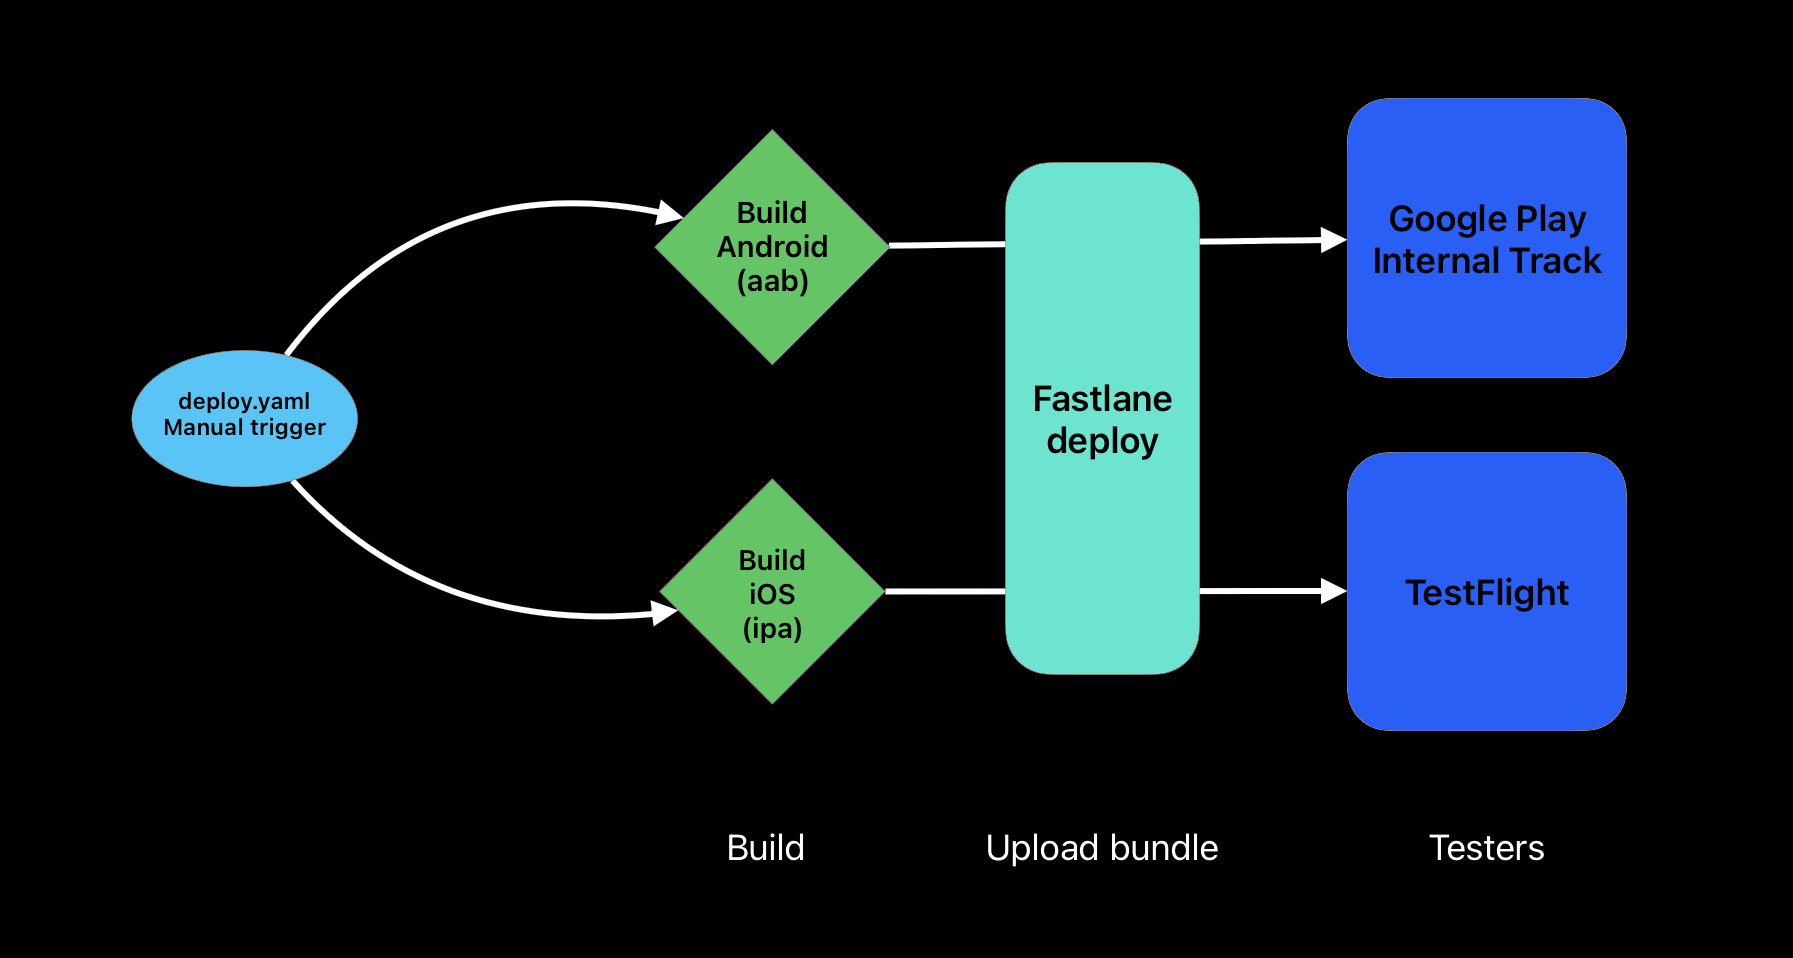 deploy.yaml
Manual trigger
Build
Android
(aab)
Build
iOS
(ipa)
Fastlane
deploy
Google Play
Internal Track
TestFlight
Build
Upload bundle
Testers